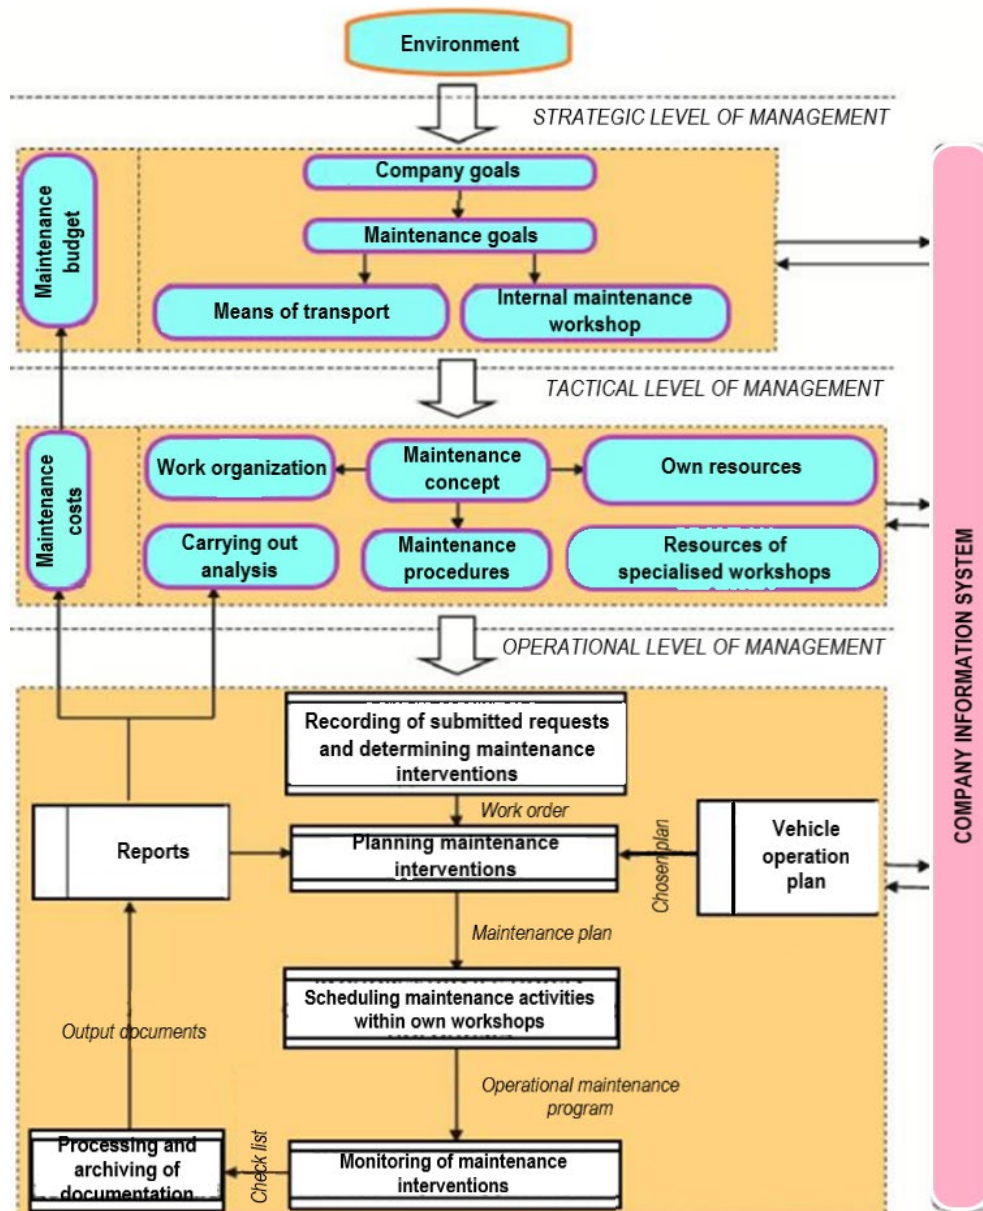 Environment
STRATEGIC LEVEL OF MANAGEMENT
Maintenance
budget
Company goals
Maintenance goals
Means of transport
Internal maintenance
workshop
TACTICAL LEVEL OF MANAGEMENT
Maintenance
costs
Work organization
Maintenance
concept
Own resources
Carrying out
analysis
Maintenance
procedures
Resources of
specialised workshops
OPERATIONAL LEVEL OF MANAGEMENT
Recording of submitted requests
and determining maintenance
interventions
Work order
Reports
Planning maintenance
interventions
Chosen plan
Vehicle
operation
plan
Maintenance plan
Scheduling maintenance activities
within own workshops
Output documents
Operational maintenance
program
Processing and
archiving of
documentation
Check list
Monitoring of maintenance
interventions
COMPANY INFORMATION SYSTEM